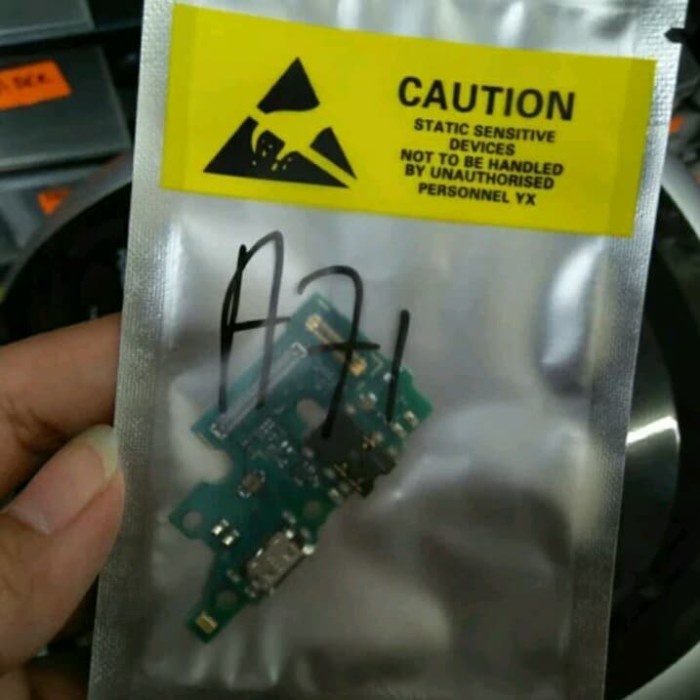 CAUTION
STATIC SENSITIVE
DEVICES
NOT TO BE HANDLED
BY UNAUTHORISED
PERSONNEL YX
A71